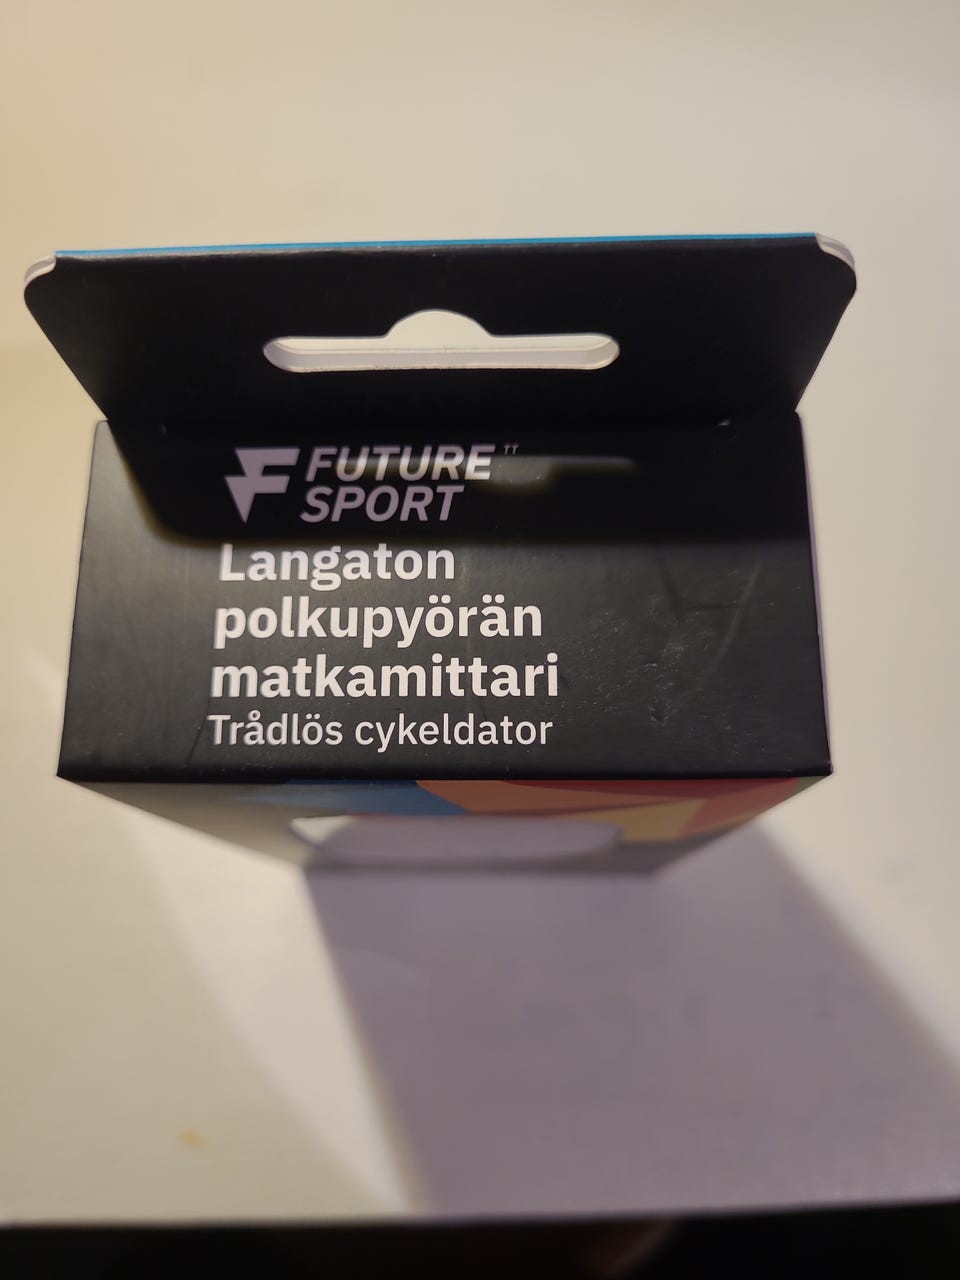 FUTURE
SPORT
Langaton
polkupyörän
matkamittari
Trådlös cykeldator